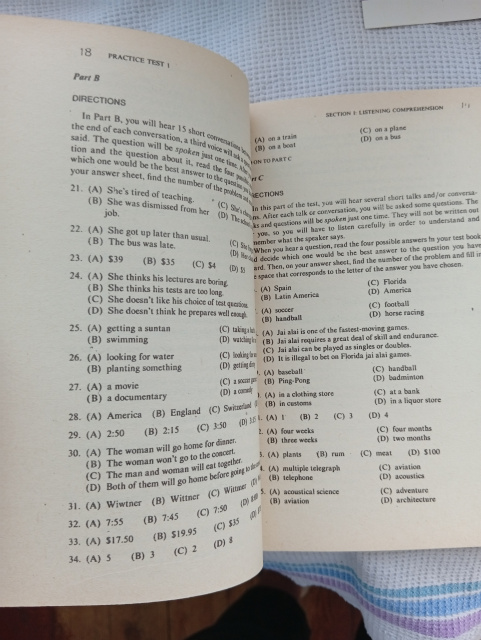 18 PRACTICE TEST 1
Part B
DIRECTIONS
In Part B, you will hear 15 short conversations
the end of each conversation, a third voice will
said. The question will be spoken just one time.
tion and the question about it, read the four
which one would be the best answer to the question
your answer sheet, find the number of the problem
21. (A) She's tired of teaching. (C) She's
(B) She was dismissed from her (D) The
job.
22. (A) She got up later than usual. (C) She
(B) The bus was late. (D)
23. (A) $39 (B) $35 (C) $4 (D) $5
24. (A) She thinks his lectures are boring.
(B) She thinks his tests are too long.
(C) She doesn't like his choice of test questions.
(D) She doesn't think he prepares well enough.
25. (A) getting a suntan (C) taking a
(B) swimming (D) watching
26. (A) looking for water (C) looking
(B) planting something (D) getting
27. (A) a movie (C) a soccer
(B) a documentary (D) a comedy
28. (A) America (B) England (C) Switzerland
29. (A) 2:50 (B) 2:15 (C) 3:50 (D)
30. (A) The woman will go home for dinner.
(B) The woman won't go to the concert.
(C) The man and woman will eat together.
(D) Both of them will go home before going to
31. (A) Wiwtner (B) Wittner (C) Wittner (D)
32. (A) 7:55 (B) 7:45 (C) 7:50 (D)
33. (A) $17.50 (B) $19.95 (C) $35 (D)
34. (A) 5 (B) 3 (C) 2 (D) 8
SECTION 1: LISTENING COMPREHENSION
(A) on a train (C) on a plane
(B) on a boat (D) on a bus
ON TO PART C
C
ECTIONS
In this part of the test, you will hear several short talks and/or conversa-
ns. After each talk or conversation, you will be asked some questions. The
ks and questions will be spoken just one time. They will not be written out
you, so you will have to listen carefully in order to understand and
member what the speaker says.
When you hear a question, read the four possible answers in your test book
d decide which one would be the best answer to the question you have
ard. Then, on your answer sheet, find the number of the problem and fill in
e space that corresponds to the letter of the answer you have chosen.
(A) Spain (C) Florida
(B) Latin America (D) America
(A) soccer (C) football
(B) handball (D) horse racing
(A) Jai alai is one of the fastest-moving games.
(B) Jai alai requires a great deal of skill and endurance.
(C) Jai alai can be played as singles or doubles.
(D) It is illegal to bet on Florida jai alai games.
(A) baseball (C) handball
(B) Ping-Pong (D) badminton
(A) in a clothing store (C) at a bank
(B) in customs (D) in a liquor store
(A) 1 (B) 2 (C) 3 (D) 4
(A) four weeks (C) four months
(B) three weeks (D) two months
(A) plants (B) rum (C) meat (D) $100
(A) multiple telegraph (C) aviation
(B) telephone (D) acoustics
(A) acoustical science (C) adventure
(B) aviation (D) architecture